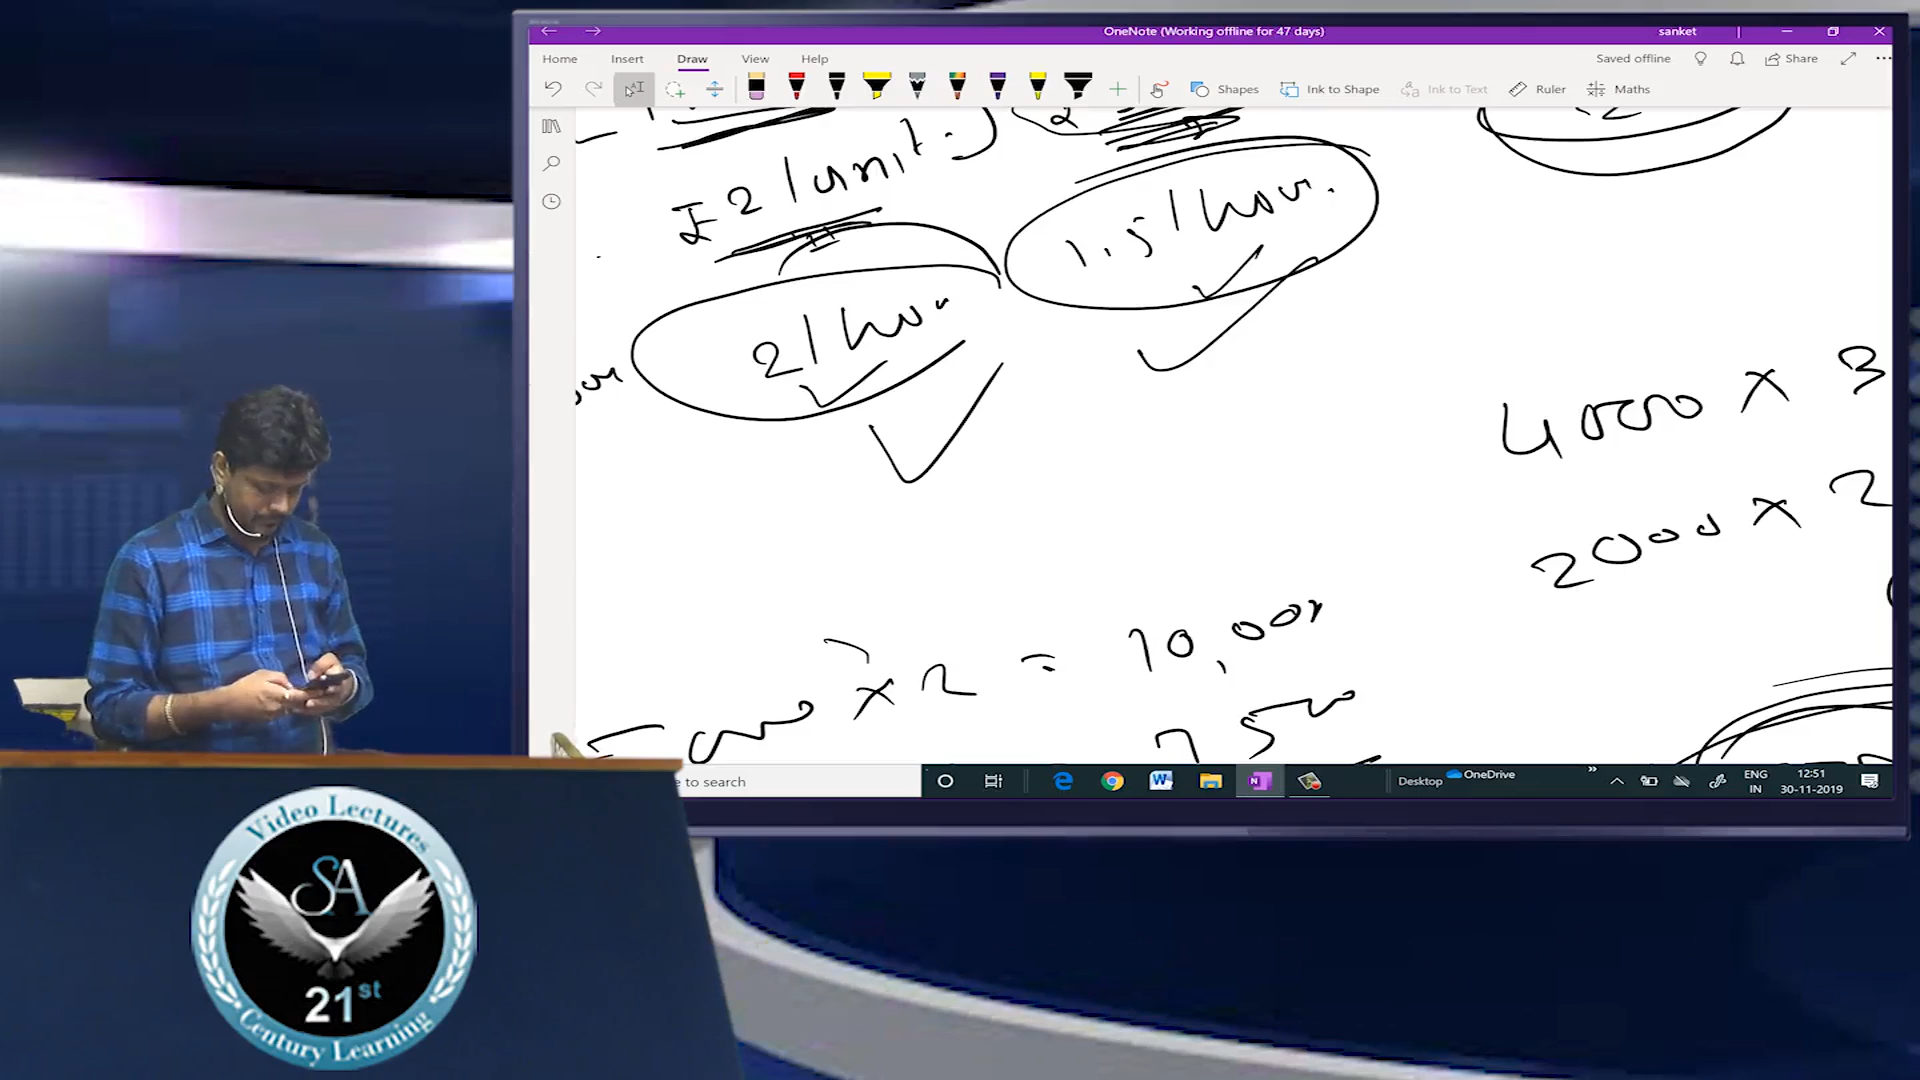 OneNote (Working offline for 47 days)
sanket
Home Insert Draw View Help
Saved offline
Share
Shapes
Ink to Shape
Ink to Text
Ruler
Maths
2
£2/unit.
1.5/hour.
2/hour
4000 x 3
2000 x 2
x 2 = 10,000
7500
e to search
Desktop
OneDrive
ENG
IN
12:51
30-11-2019
Video Lectures
SA
21st
Century Learning